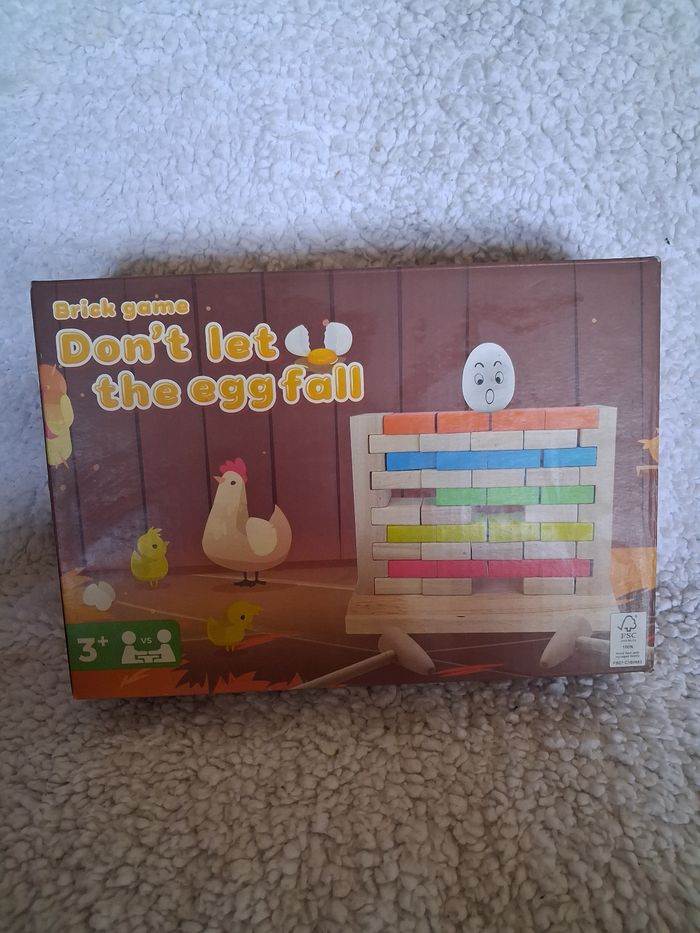 Brick game
Don't let
the egg fall
3+
VS
FSC
100%